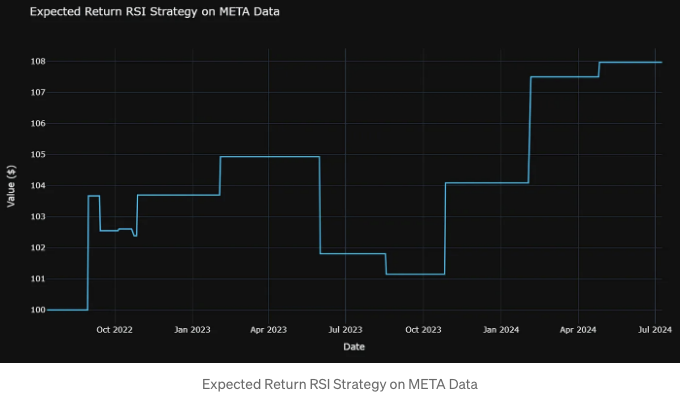 Expected Return RSI Strategy on META Data
108
107
106
105
104
103
102
101
100
Value ($)
Oct 2022 Jan 2023 Apr 2023 Jul 2023 Oct 2023 Jan 2024 Apr 2024 Jul 2024
Date
Expected Return RSI Strategy on META Data